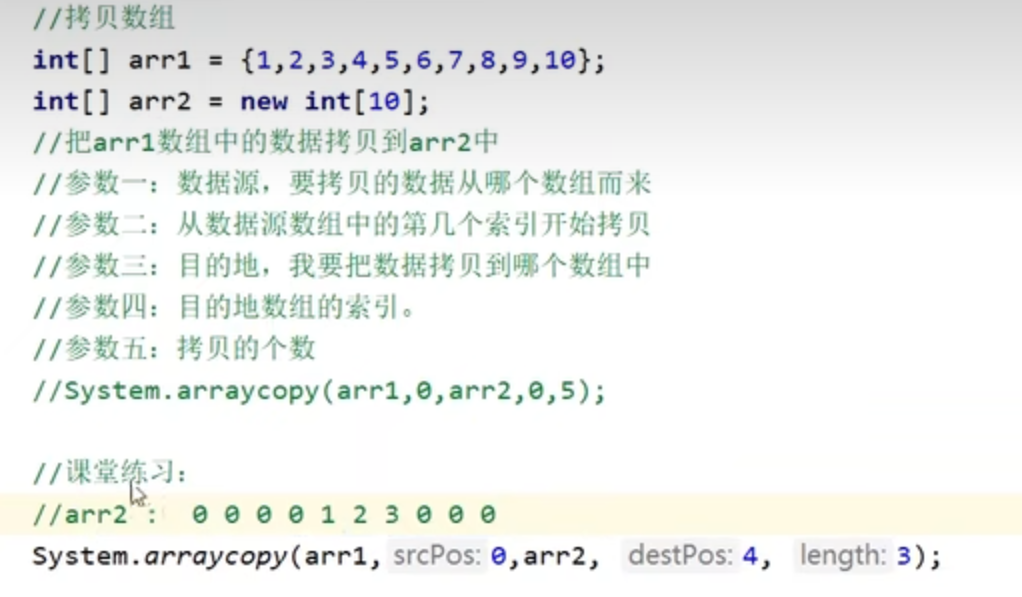 //拷贝数组
int[] arr1 = {1,2,3,4,5,6,7,8,9,10};
int[] arr2 = new int[10];
//把arr1数组中的数据拷贝到arr2中
//参数一：数据源，要拷贝的数据从哪个数组而来
//参数二：从数据源数组中的第几个索引开始拷贝
//参数三：目的地，我要把数据拷贝到哪个数组中
//参数四：目的地数组的索引。
//参数五：拷贝的个数
//System.arraycopy(arr1,0,arr2,0,5);
//课堂练习：
//arr2 : 0 0 0 0 1 2 3 0 0 0
System.arraycopy(arr1, srcPos: 0,arr2, destPos: 4, length: 3);